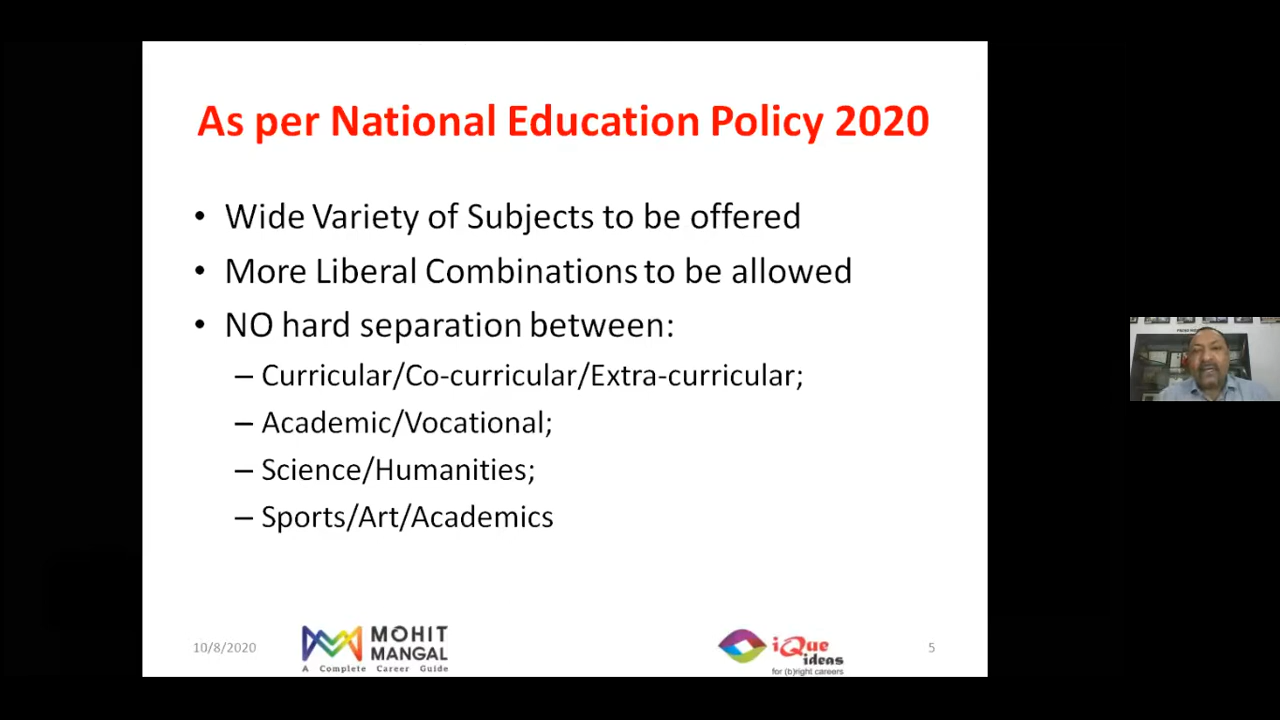 As per National Education Policy 2020
• Wide Variety of Subjects to be offered
• More Liberal Combinations to be allowed
• NO hard separation between:
– Curricular/Co-curricular/Extra-curricular;
– Academic/Vocational;
– Science/Humanities;
– Sports/Art/Academics
10/8/2020
MOHIT
MANGAL
A Complete Career Guide
iQue
ideas
for (b)right careers
5